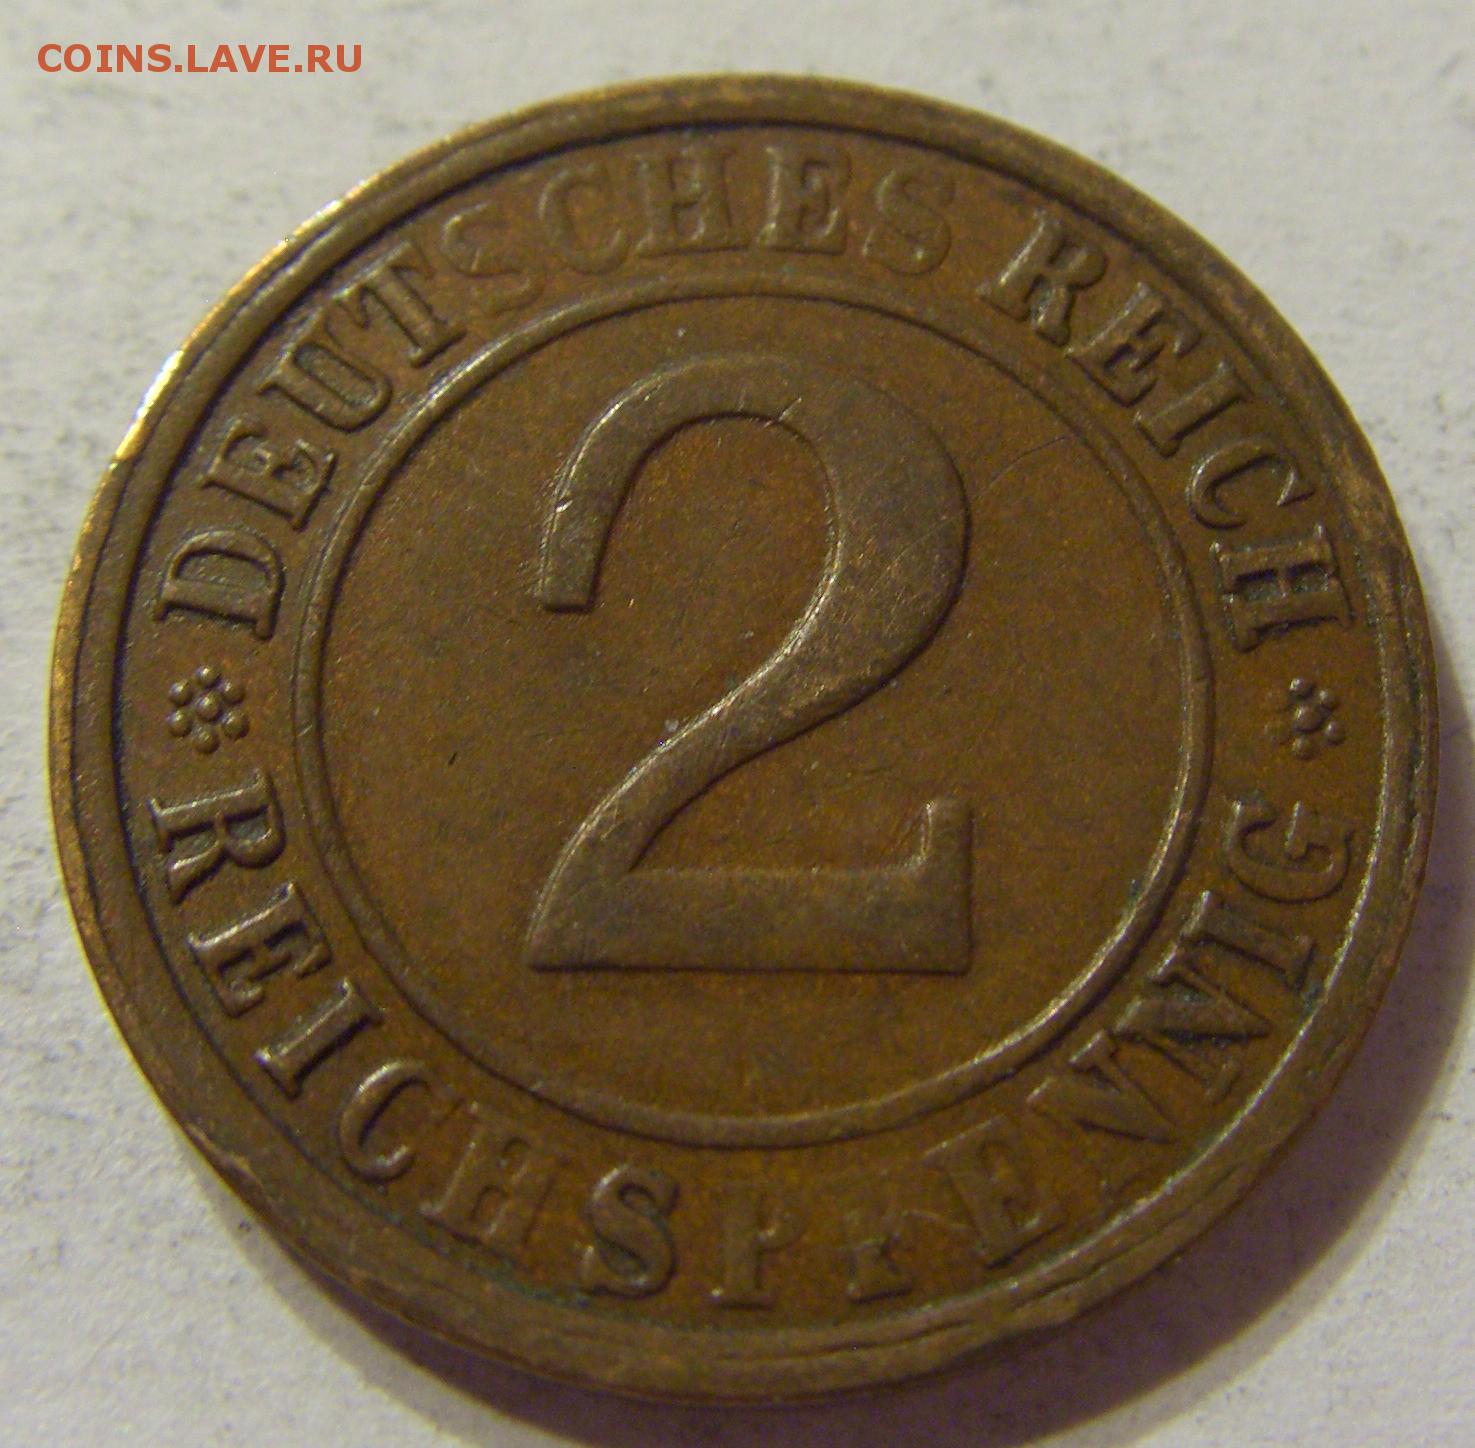 COINS.LAVE.RU
DEUTSCHES REICH
2
REICHSPFENNIG